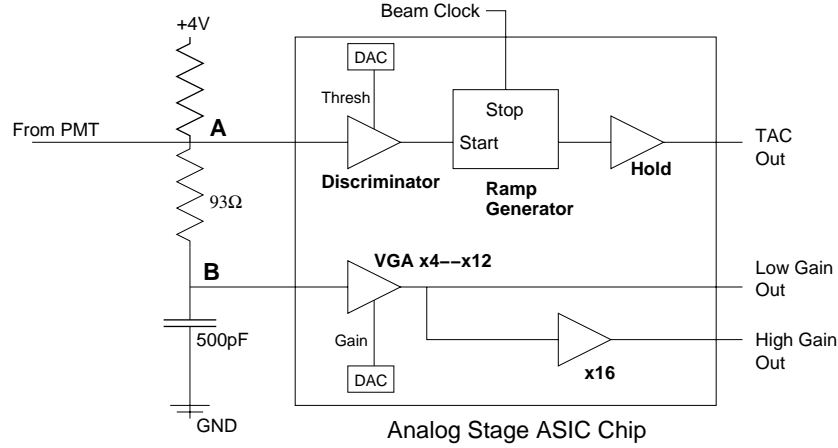 Beam Clock
+4V
DAC
Thresh
Stop
From PMT
A
Start
TAC
Out
Discriminator
Ramp
Generator
Hold
93Ω
B
VGA x4−−x12
Low Gain
Out
500pF
Gain
High Gain
Out
DAC
x16
GND
Analog Stage ASIC Chip